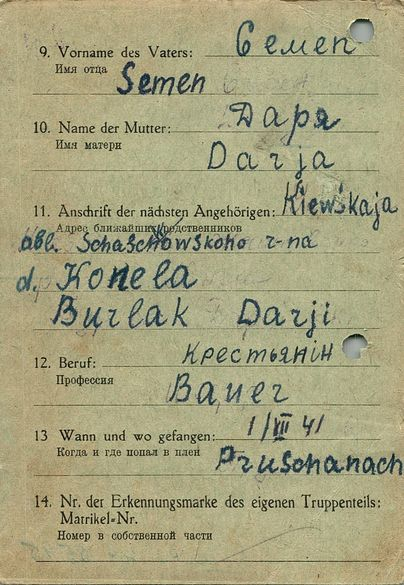 9. Vorname des Vaters: Семен
Имя отца
Semen
10. Name der Mutter: Даря
Имя матери
Darja
11. Anschrift der nächsten Angehörigen: Kiewskaja
Адрес ближайших родственников
abl. Schaschkowskoho r-na
d. Konela
Burlak Darji
12. Beruf: Крестьянін
Профессия
Bauer
13 Wann und wo gefangen: 1/VII 41
Когда и где попал в плен
Pruschanach
14. Nr. der Erkennungsmarke des eigenen Truppenteils:
Matrikel-Nr.
Номер в собственной части